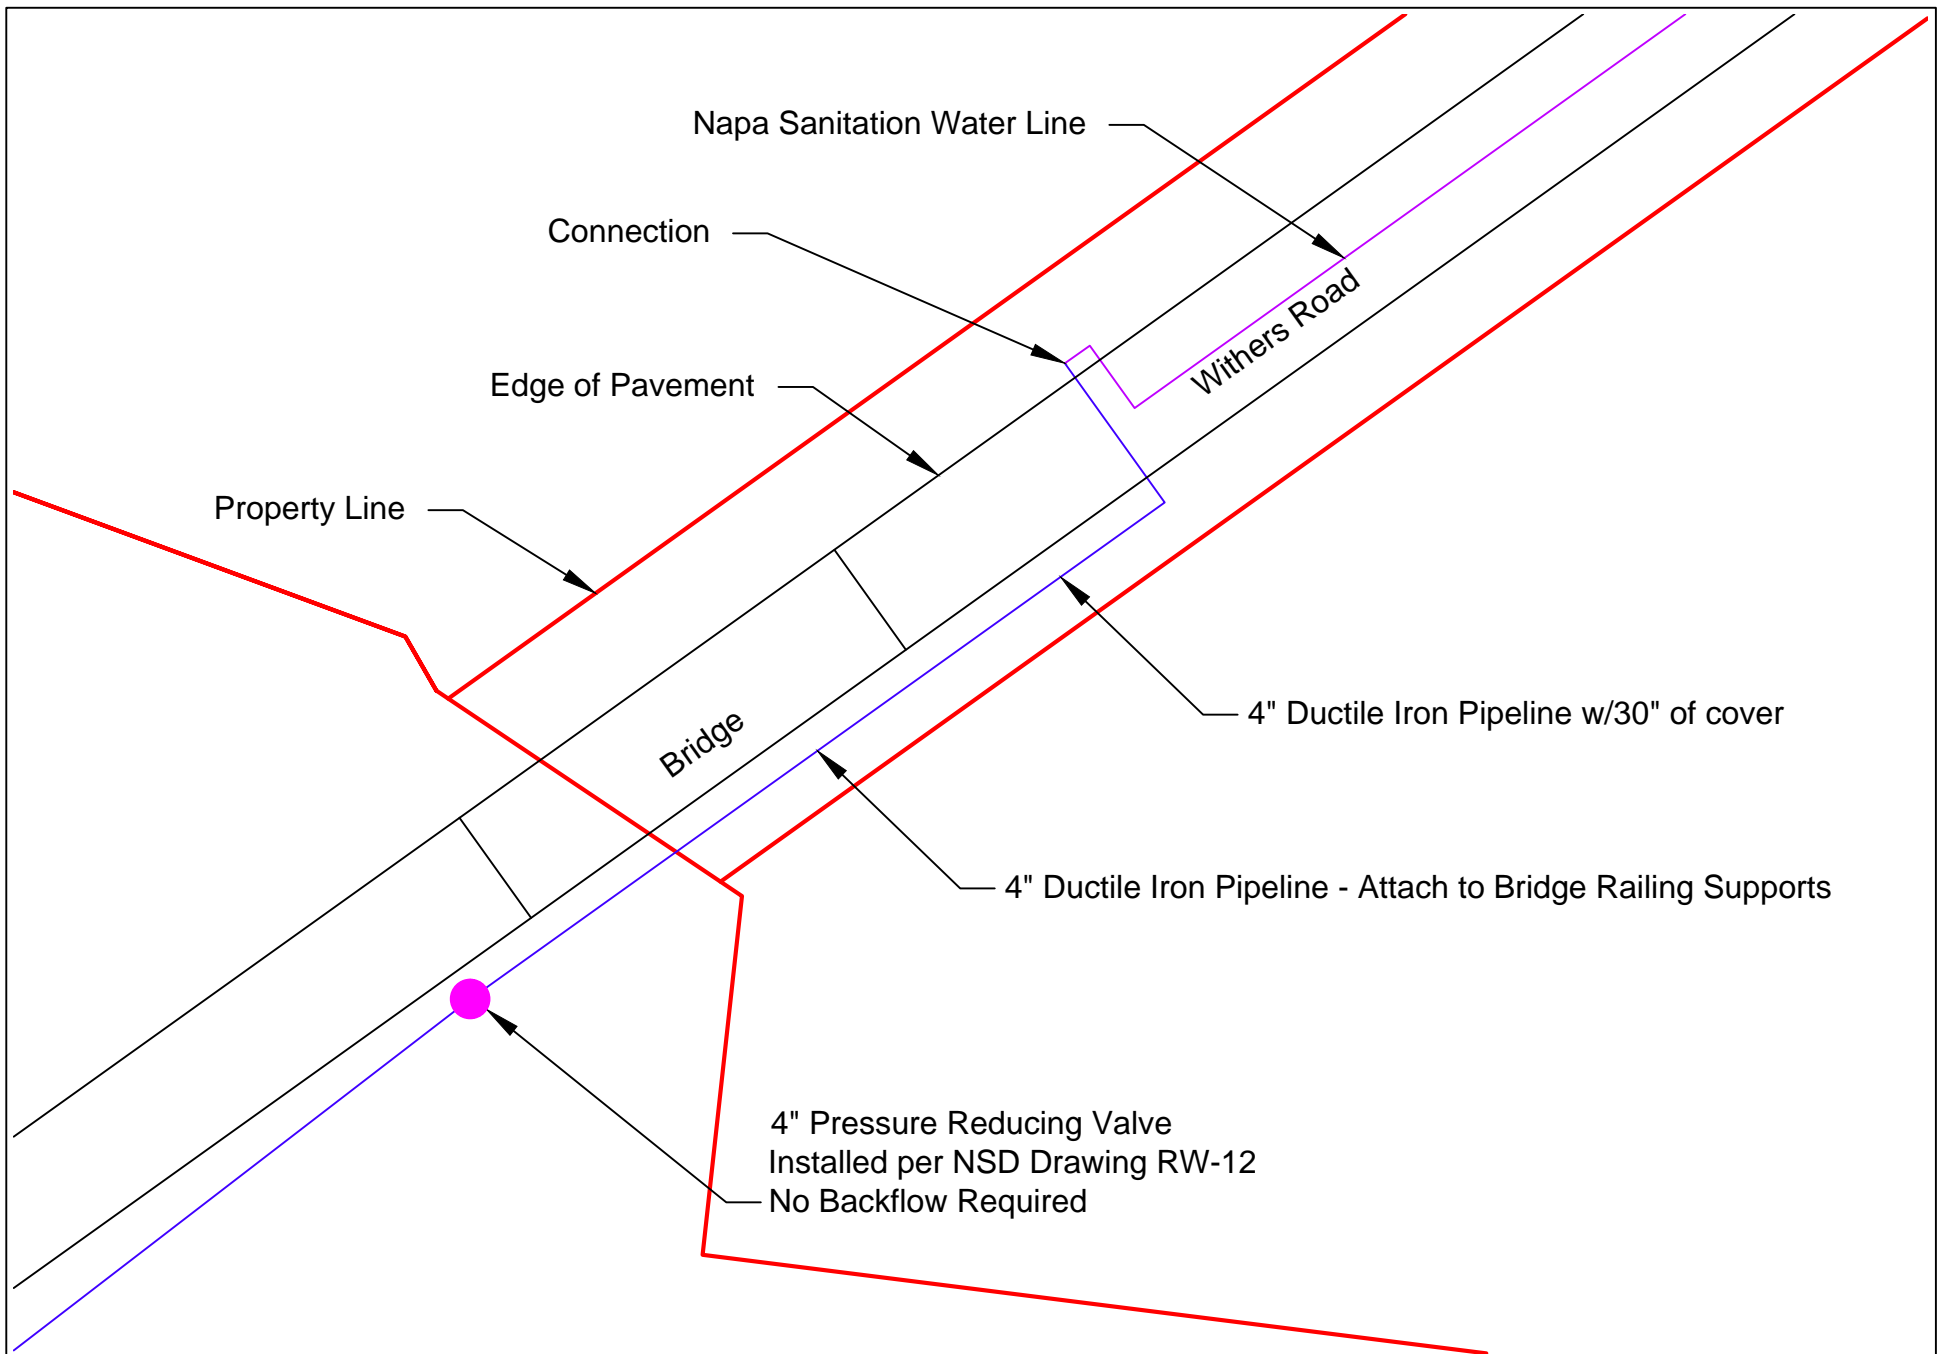 Napa Sanitation Water Line
Connection
Withers Road
Edge of Pavement
Property Line
4" Ductile Iron Pipeline w/30" of cover
Bridge
4" Ductile Iron Pipeline - Attach to Bridge Railing Supports
4" Pressure Reducing Valve
Installed per NSD Drawing RW-12
No Backflow Required